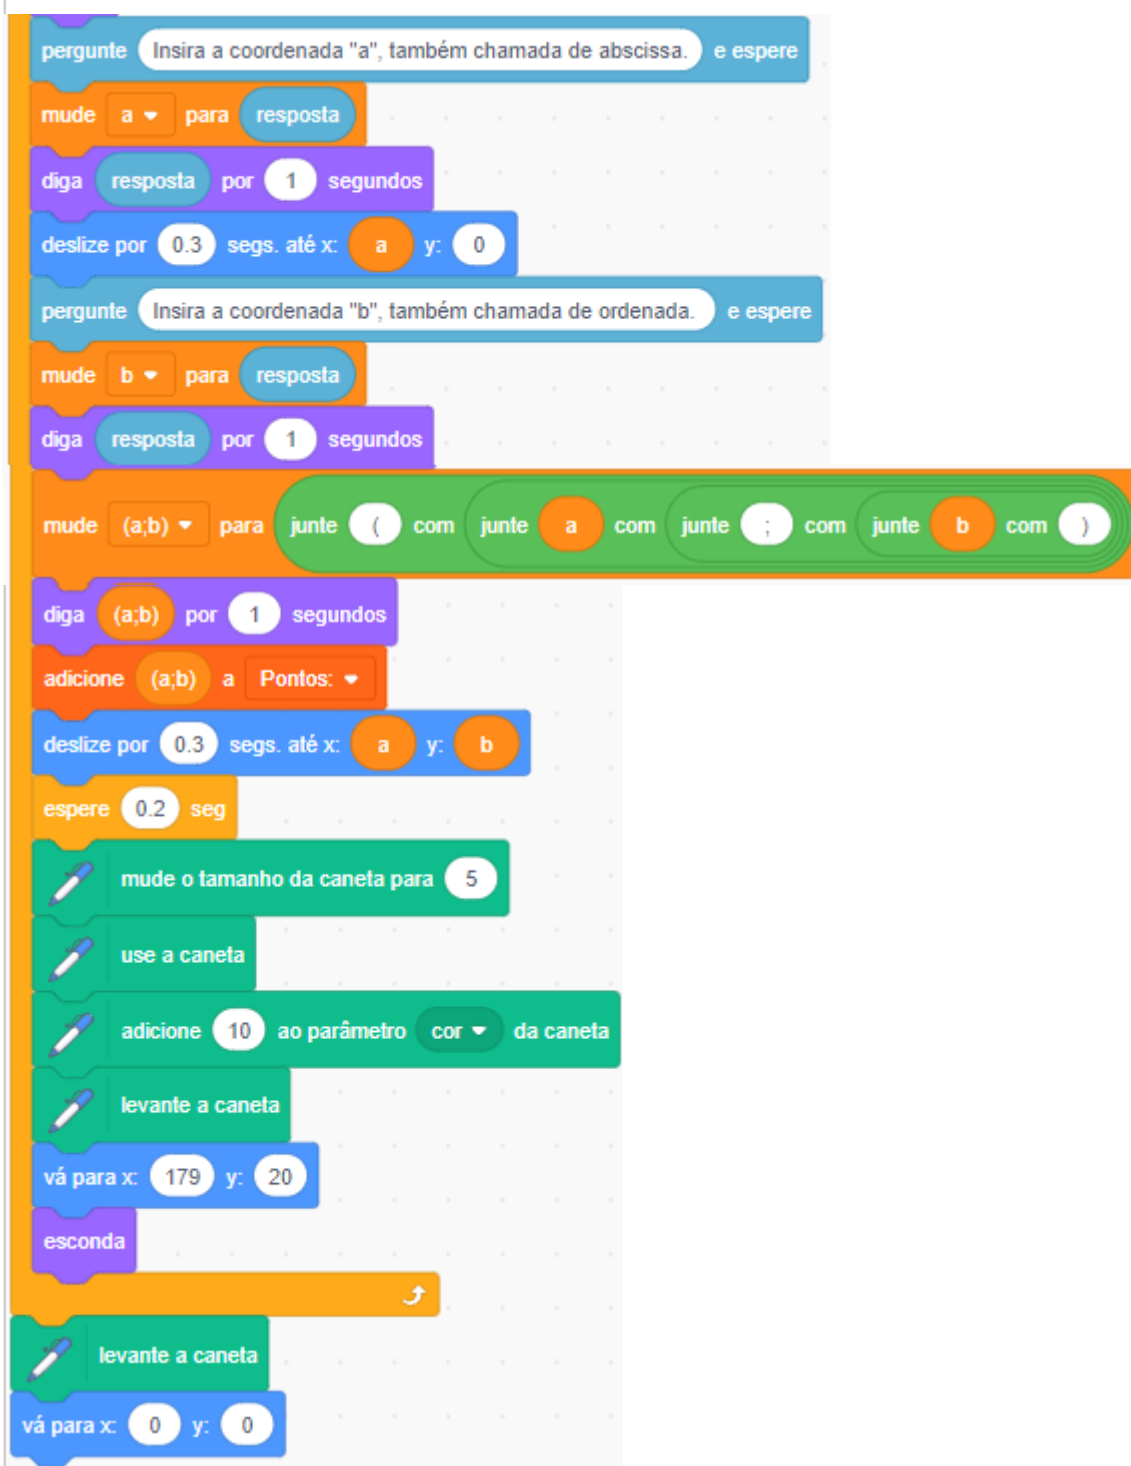 pergunte Insira a coordenada "a", também chamada de abscissa. e espere
mude a para resposta
diga resposta por 1 segundos
deslize por 0.3 segs. até x: a y: 0
pergunte Insira a coordenada "b", também chamada de ordenada. e espere
mude b para resposta
diga resposta por 1 segundos
mude (a;b) para junte ( com junte a com junte ; com junte b com )
diga (a;b) por 1 segundos
adicione (a;b) a Pontos:
deslize por 0.3 segs. até x: a y: b
espere 0.2 seg
mude o tamanho da caneta para 5
use a caneta
adicione 10 ao parâmetro cor da caneta
levante a caneta
vá para x: 179 y: 20
esconda
levante a caneta
vá para x: 0 y: 0